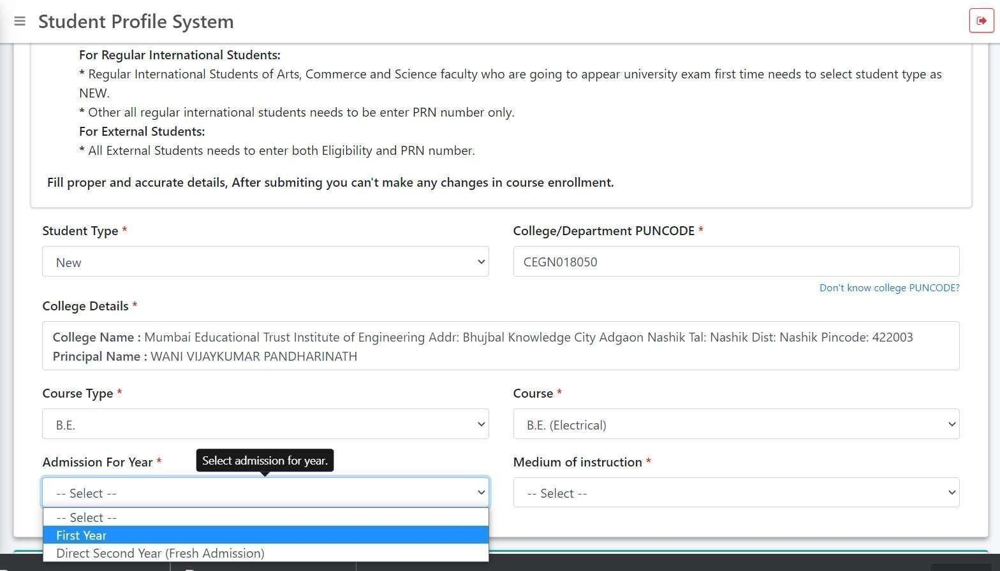 Student Profile System
For Regular International Students:
* Regular International Students of Arts, Commerce and Science faculty who are going to appear university exam first time needs to select student type as
NEW.
* Other all regular international students needs to be enter PRN number only.
For External Students:
* All External Students needs to enter both Eligibility and PRN number.
Fill proper and accurate details, After submiting you can't make any changes in course enrollment.
Student Type *
College/Department PUNCODE *
New
CEGN018050
Don't know college PUNCODE?
College Details *
College Name : Mumbai Educational Trust Institute of Engineering Addr: Bhujbal Knowledge City Adgaon Nashik Tal: Nashik Dist: Nashik Pincode: 422003
Principal Name : WANI VIJAYKUMAR PANDHARINATH
Course Type *
Course *
B.E.
B.E. (Electrical)
Admission For Year *
Select admission for year.
Medium of instruction *
-- Select --
-- Select --
-- Select --
First Year
Direct Second Year (Fresh Admission)